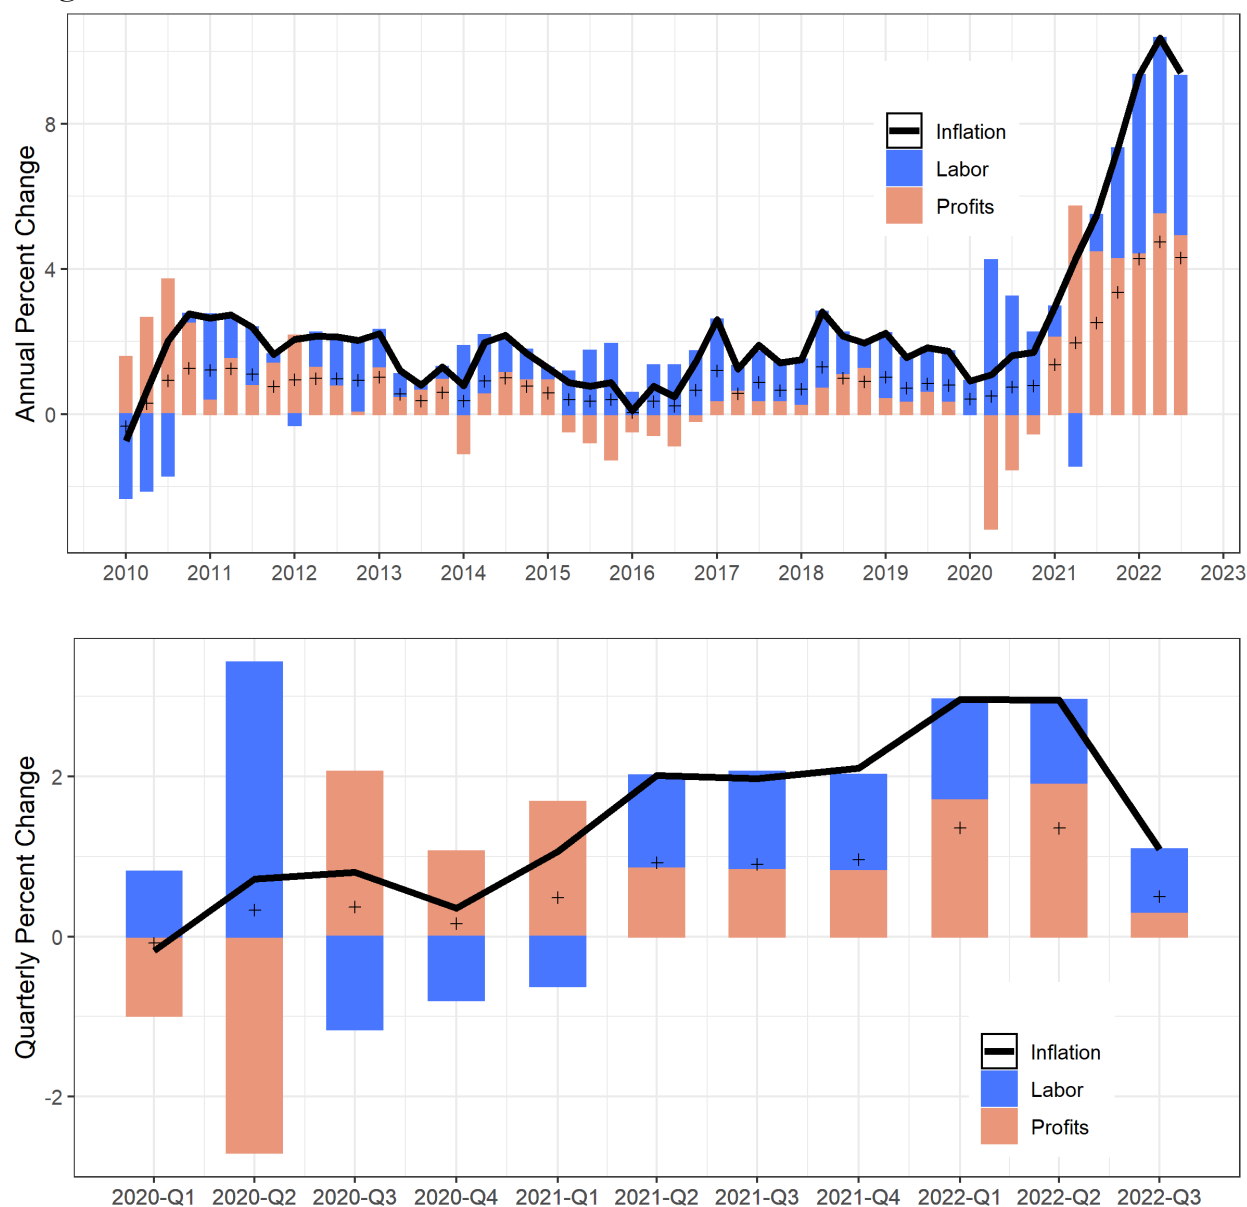 8
4
0
Annual Percent Change
Inflation
Labor
Profits
2010 2011 2012 2013 2014 2015 2016 2017 2018 2019 2020 2021 2022 2023
2
0
-2
Quarterly Percent Change
Inflation
Labor
Profits
2020-Q1 2020-Q2 2020-Q3 2020-Q4 2021-Q1 2021-Q2 2021-Q3 2021-Q4 2022-Q1 2022-Q2 2022-Q3